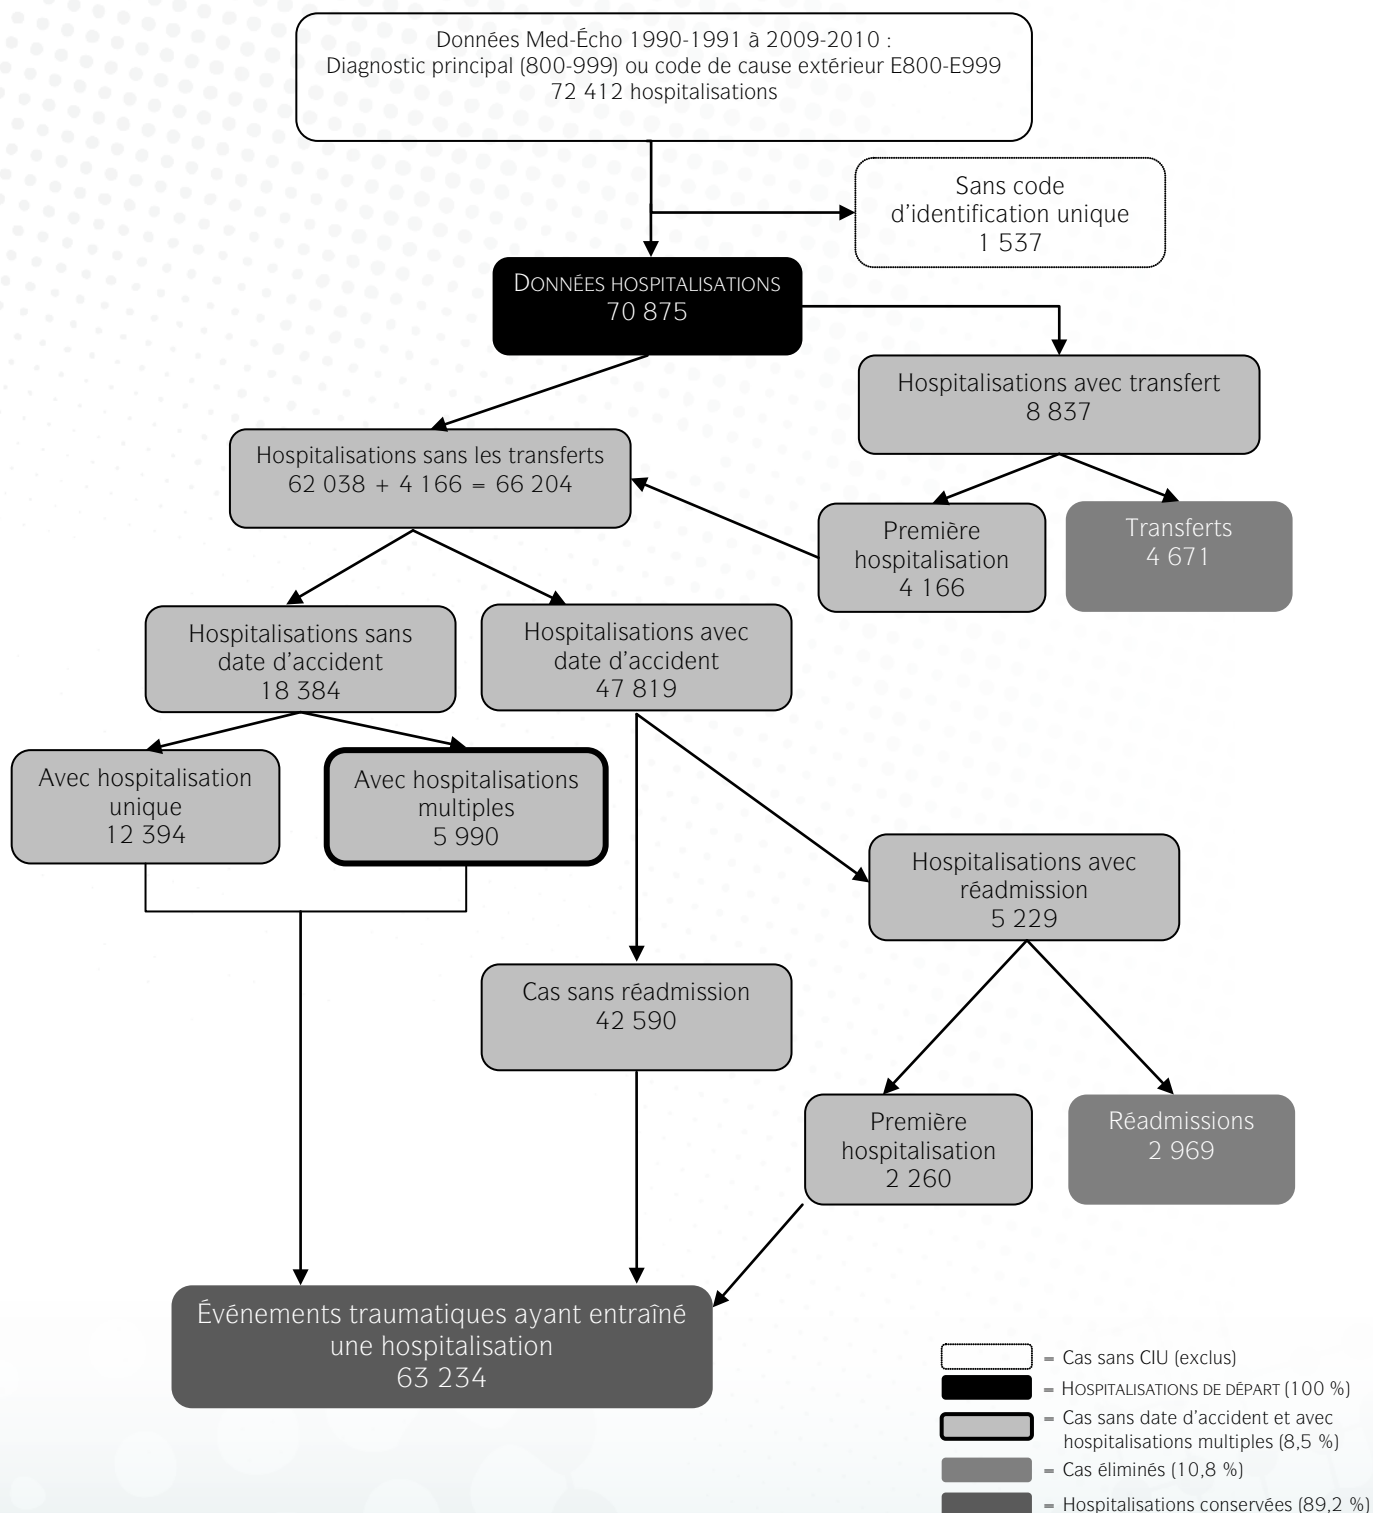 Données Med-Écho 1990-1991 à 2009-2010 :
Diagnostic principal (800-999) ou code de cause extérieur E800-E999
72 412 hospitalisations
Sans code
d'identification unique
1 537
DONNÉES HOSPITALISATIONS
70 875
Hospitalisations avec transfert
8 837
Hospitalisations sans les transferts
62 038 + 4 166 = 66 204
Première
hospitalisation
4 166
Transferts
4 671
Hospitalisations sans
date d'accident
18 384
Hospitalisations avec
date d'accident
47 819
Avec hospitalisation
unique
12 394
Avec hospitalisations
multiples
5 990
Hospitalisations avec
réadmission
5 229
Cas sans réadmission
42 590
Première
hospitalisation
2 260
Réadmissions
2 969
Événements traumatiques ayant entraîné
une hospitalisation
63 234
= Cas sans CIU (exclus)
= HOSPITALISATIONS DE DÉPART (100 %)
= Cas sans date d'accident et avec
hospitalisations multiples (8,5 %)
= Cas éliminés (10,8 %)
= Hospitalisations conservées (89,2 %)